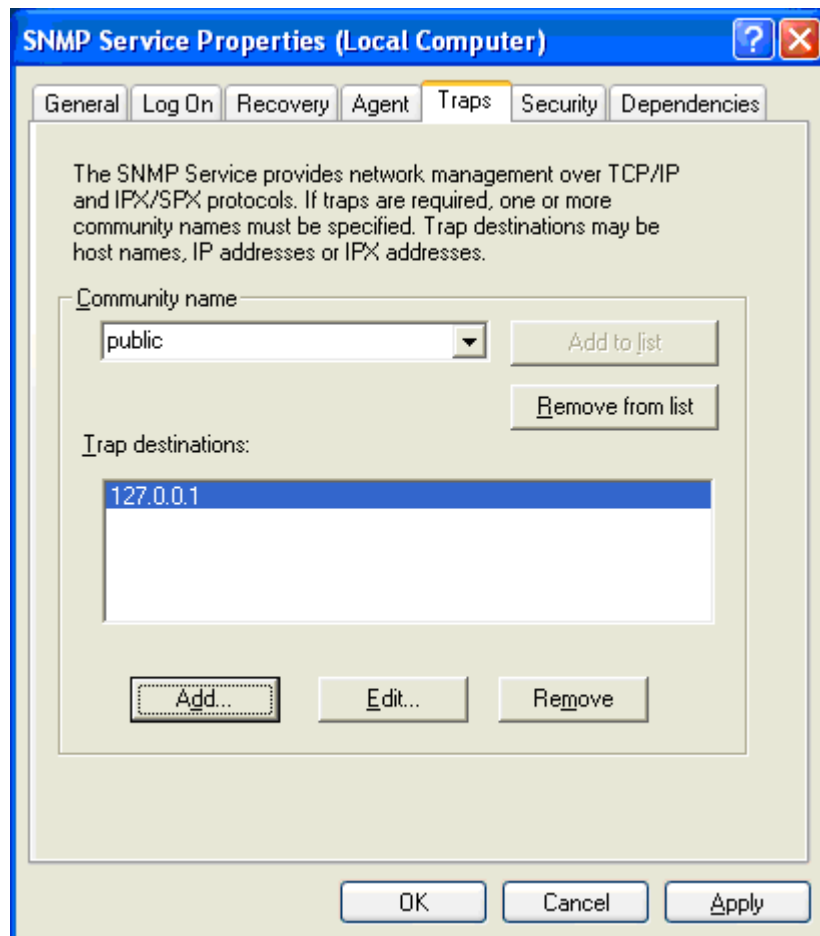 SNMP Service Properties (Local Computer)
General Log On Recovery Agent Traps Security Dependencies
The SNMP Service provides network management over TCP/IP
and IPX/SPX protocols. If traps are required, one or more
community names must be specified. Trap destinations may be
host names, IP addresses or IPX addresses.
Community name
public
Add to list
Remove from list
Trap destinations:
127.0.0.1
Add... Edit... Remove
OK Cancel Apply